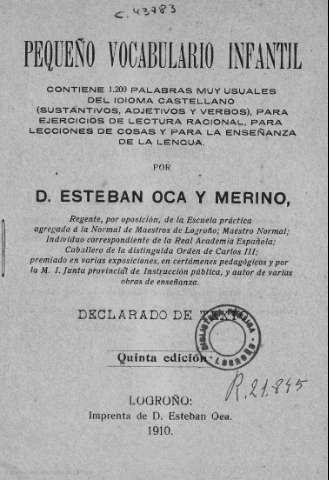 C. 43783
PEQUEÑO VOCABULARIO INFANTIL
CONTIENE 1.200 PALABRAS MUY USUALES
DEL IDIOMA CASTELLANO
(SUSTANTIVOS, ADJETIVOS Y VERBOS), PARA
EJERCICIOS DE LECTURA RACIONAL, PARA
LECCIONES DE COSAS Y PARA LA ENSEÑANZA
DE LA LENGUA.
POR
D. ESTEBAN OCA Y MERINO,
Regente, por oposición, de la Escuela práctica
agregada á la Normal de Maestros de Logroño; Maestro Normal;
Individuo correspondiente de la Real Academia Española;
Caballero de la distinguida Orden de Carlos III;
premiado en varias exposiciones, en certámenes pedagógicos y por
la M. I. Junta provincial de Instrucción pública, y autor de varias
obras de enseñanza.
DECLARADO DE
BIBLIOTECA PUBLICA
LOGROÑO
Quinta edición
R. 21.845
LOGROÑO:
Imprenta de D. Esteban Oca.
1910.